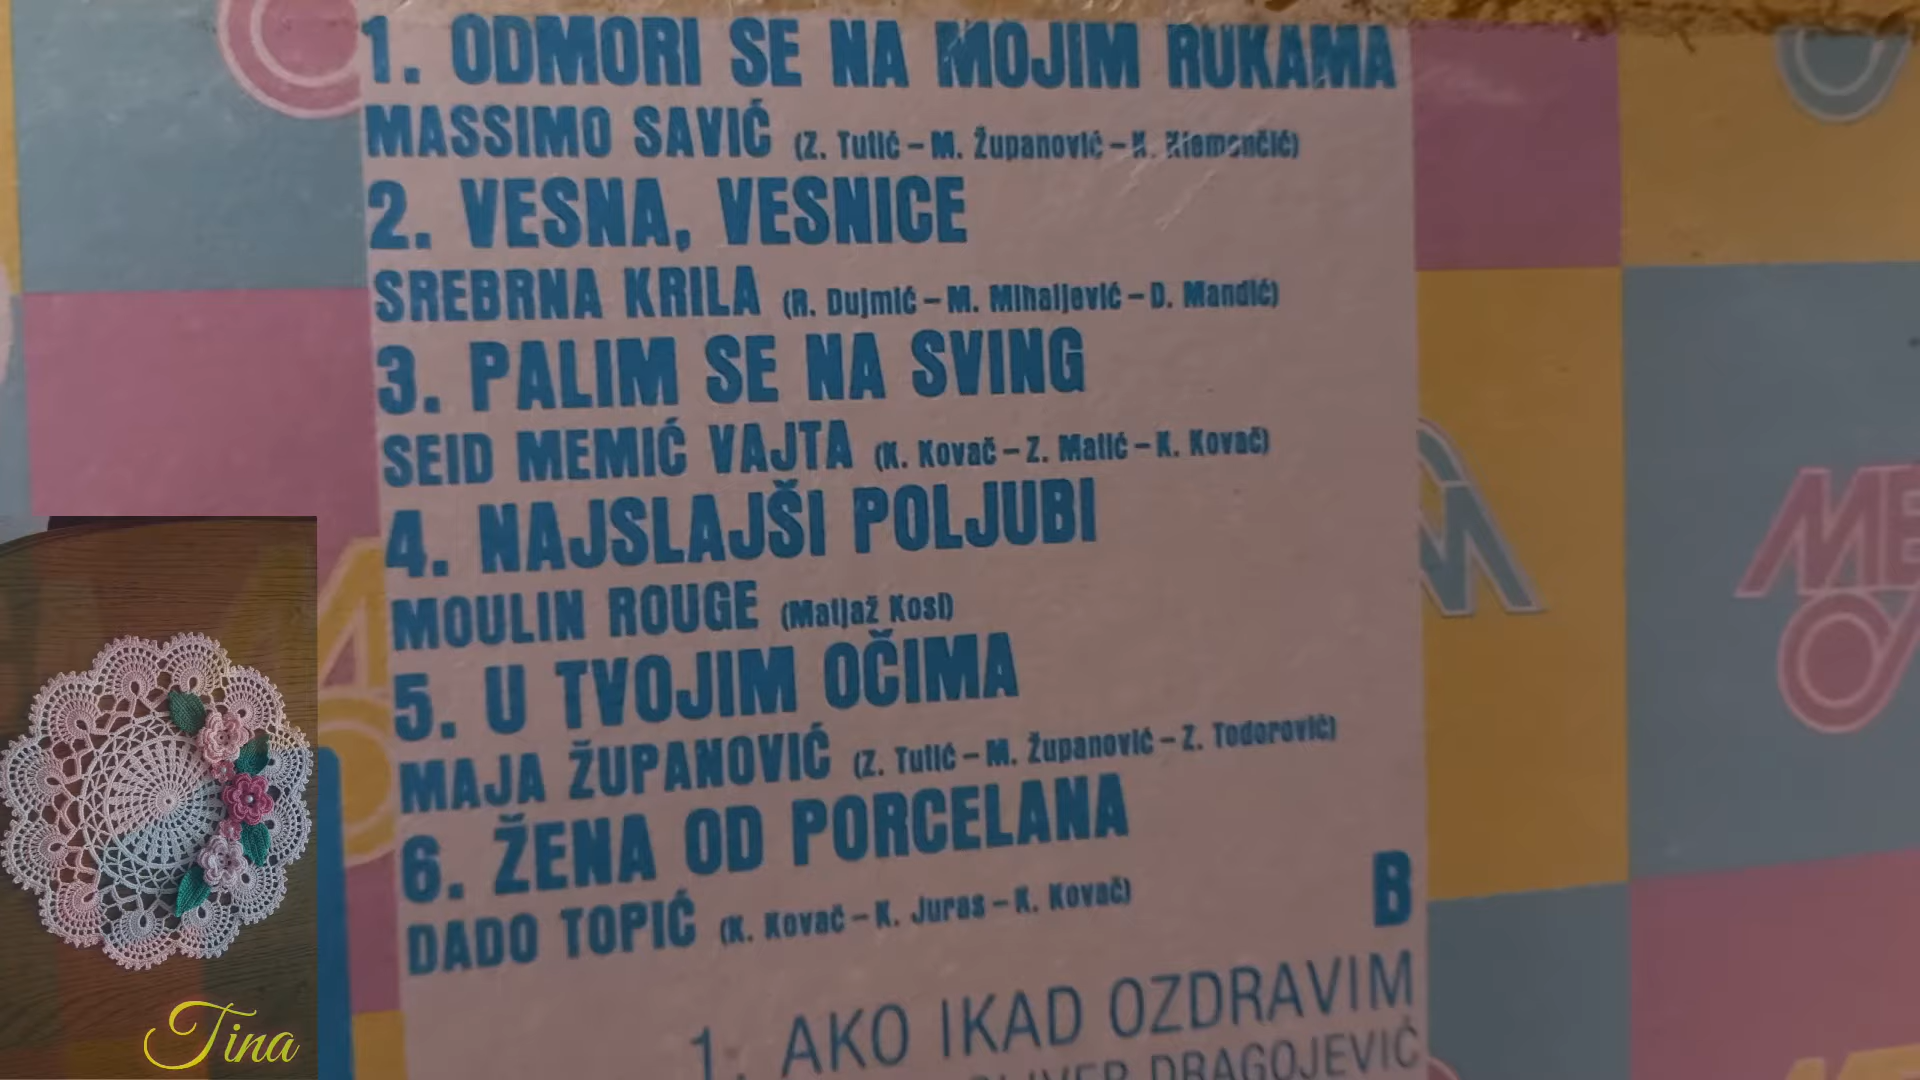 1. ODMORI SE NA MOJIM RUKAMA
MASSIMO SAVIĆ (Z. Tutić – M. Županović – K. Klemenčić)
2. VESNA, VESNICE
SREBRNA KRILA (R. Dujmić – M. Mihaljević – D. Mandić)
3. PALIM SE NA SVING
SEID MEMIĆ VAJTA (K. Kovač – Z. Matić – K. Kovač)
4. NAJSLAJŠI POLJUBI
MOULIN ROUGE (Matjaž Kosi)
5. U TVOJIM OČIMA
MAJA ŽUPANOVIĆ (Z. Tutić – M. Županović – Z. Todorović)
6. ŽENA OD PORCELANA
DADO TOPIĆ (K. Kovač – K. Juras – K. Kovač)
B
1. AKO IKAD OZDRAVIM
OLIVER DRAGOJEVIĆ
Tina